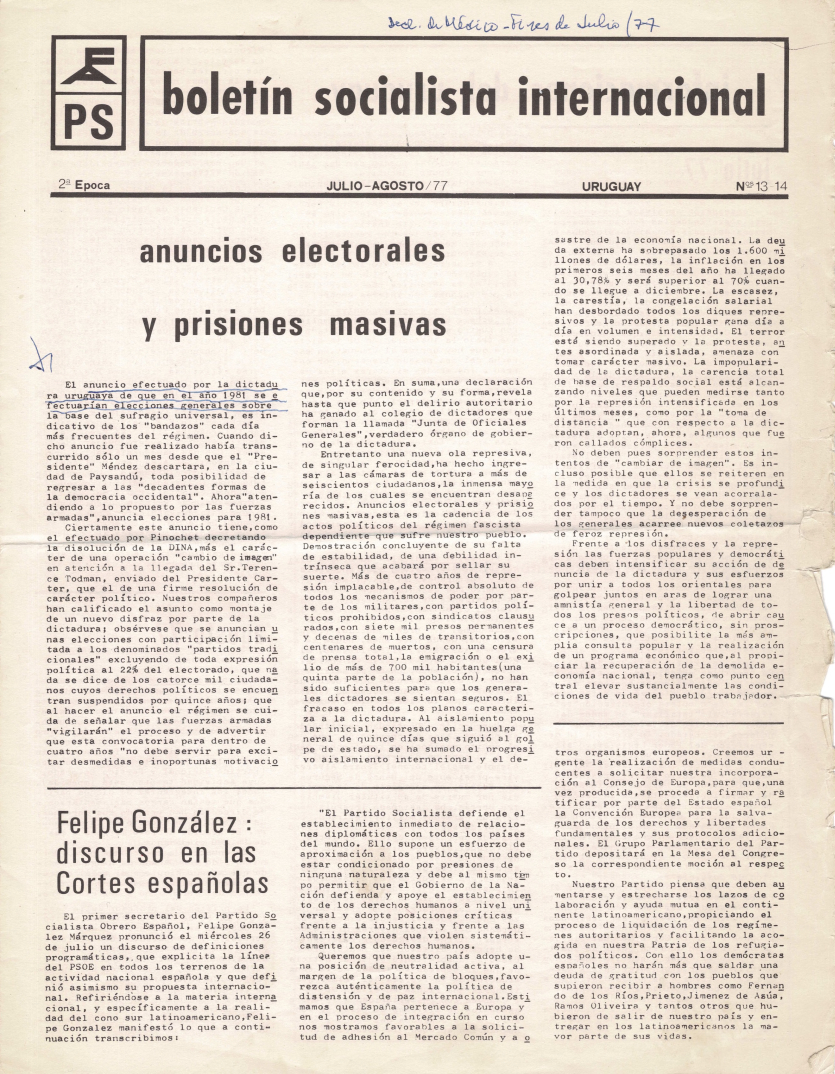 de México - Fines de Julio/77
PS
boletín socialista internacional
2ª Epoca JULIO-AGOSTO/77 URUGUAY Nos 13 14
anuncios electorales
y prisiones masivas
El anuncio efectuado por la dictadu
ra uruguaya de que en el año 1981 se e
fectuarían elecciones generales sobre
la base del sufragio universal, es in-
dicativo de los "bandazos" cada día
más frecuentes del régimen. Cuando di-
cho anuncio fue realizado había trans-
currido sólo un mes desde que el "Pre-
sidente" Méndez descartara, en la ciu-
dad de Paysandú, toda posibilidad de
regresar a las "decadentes formas de
la democracia occidental". Ahora"aten-
diendo a lo propuesto por las fuerzas
armadas",anuncia elecciones para 1981.
Ciertamente este anuncio tiene,como
el efectuado por Pinochet decretando
la disolución de la DINA,más el carác-
ter de una operación "cambio de imagen"
en atención a la llegada del Sr.Teren-
ce Todman, enviado del Presidente Car-
ter, que el de una firme resolución de
carácter político. Nuestros compañeros
han calificado el asunto como montaje
de un nuevo disfraz por parte de la
dictadura; obsérvese que se anuncian u
nas elecciones con participación limi-
tada a los denominados "partidos tradi
cionales" excluyendo de toda expresión
política al 22% del electorado, que na
da se dice de los catorce mil ciudada-
nos cuyos derechos políticos se encuen
tran suspendidos por quince años; que
al hacer el anuncio el régimen se cui-
da de señalar que las fuerzas armadas
"vigilarán" el proceso y de advertir
que esta convocatoria para dentro de
cuatro años "no debe servir para exci-
tar desmedidas e inoportunas motivacio
nes políticas. En suma,una declaración
que,por su contenido y su forma,revela
hasta que punto el delirio autoritario
ha ganado al colegio de dictadores que
forman la llamada "Junta de Oficiales
Generales",verdadero órgano de gobier-
no de la dictadura.
Entretanto una nueva ola represiva,
de singular ferocidad,ha hecho ingre-
sar a las cámaras de tortura a más de
seiscientos ciudadanos,la inmensa mayo
ría de los cuales se encuentran desapa
recidos. Anuncios electorales y prisio
nes masivas,esta es la cadencia de los
actos políticos del régimen fascista
dependiente que sufre nuestro pueblo.
Demostración concluyente de su falta
de estabilidad, de una debilidad in-
trínseca que acabará por sellar su
suerte. Más de cuatro años de repre-
sión implacable,de control absoluto de
todos los mecanismos de poder por par-
te de los militares,con partidos polí-
ticos prohibidos,con sindicatos clausu
rados,con siete mil presos permanentes
y decenas de miles de transitorios,con
centenares de muertos, con una censura
de prensa total,la emigración o el exi
lio de más de 700 mil habitantes(una
quinta parte de la población), no han
sido suficientes para que los genera-
les dictadores se sientan seguros. El
fracaso en todos los planos caracteri-
za a la dictadura. Al aislamiento popu
lar inicial, expresado en la huelga ge
neral de quince días que siguió al gol
pe de estado, se ha sumado el progresi
vo aislamiento internacional y el de-
sastre de la economía nacional. La deu
da externa ha sobrepasado los 1.600 mi
llones de dólares, la inflación en los
primeros seis meses del año ha llegado
al 30,78% y será superior al 70% cuan-
do se llegue a diciembre. La escasez,
la carestía, la congelación salarial
han desbordado todos los diques repre-
sivos y la protesta popular gana día a
día en volumen e intensidad. El terror
está siendo superado y la protesta, an
tes asordinada y aislada, amenaza con
tomar carácter masivo. La impopulari-
dad de la dictadura, la carencia total
de base de respaldo social está alcan-
zando niveles que pueden medirse tanto
por la represión intensificada en los
últimos meses, como por la "toma de
distancia " que con respecto a la dic-
tadura adoptan, ahora, algunos que fue
ron callados cómplices.
No deben pues sorprender estos in-
tentos de "cambiar de imagen". Es in-
cluso posible que ellos se reiteren en
la medida en que la crisis se profundi
ce y los dictadores se vean acorrala-
dos por el tiempo. Y no debe sorpren-
der tampoco que la desesperación de
los generales acarree nuevos coletazos
de feroz represión.
Frente a los disfraces y la repre-
sión las fuerzas populares y democráti
cas deben intensificar su acción de de
nuncia de la dictadura y sus esfuerzos
por unir a todos los orientales para
golpear juntos en aras de lograr una
amnistía general y la libertad de to-
dos los presos políticos, de abrir cau
ce a un proceso democrático, sin pros-
cripciones, que posibilite la más am-
plia consulta popular y la realización
de un programa económico que,al propi-
ciar la recuperación de la demolida e-
conomía nacional, tenga como punto cen
tral elevar sustancialmente las condi-
ciones de vida del pueblo trabajador.
Felipe González :
discurso en las
Cortes españolas
El primer secretario del Partido So
cialista Obrero Español, Felipe Gonza-
lez Márquez pronunció el miércoles 26
de julio un discurso de definiciones
programáticas, que explicita la línea
del PSOE en todos los terrenos de la
actividad nacional española y que defi
nió asimismo su propuesta internacio-
nal. Refiriéndose a la materia interna
cional, y específicamente a la reali-
dad del cono sur latinoamericano,Feli-
pe Gonzalez manifestó lo que a conti-
nuación transcribimos:
"El Partido Socialista defiende el
establecimiento inmediato de relacio-
nes diplomáticas con todos los países
del mundo. Ello supone un esfuerzo de
aproximación a los pueblos,que no debe
estar condicionado por presiones de
ninguna naturaleza y debe al mismo tiem
po permitir que el Gobierno de la Na-
ción defienda y apoye el establecimien
to de los derechos humanos a nivel uni
versal y adopte posiciones críticas
frente a la injusticia y frente a las
Administraciones que violen sistemáti-
camente los derechos humanos.
Queremos que nuestro país adopte u-
na posición de neutralidad activa, al
margen de la política de bloques,favo-
rezca auténticamente la política de
distensión y de paz internacional.Esti
mamos que España pertenece a Europa y
en el proceso de integración en curso
nos mostramos favorables a la solici-
tud de adhesión al Mercado Común y a o
tros organismos europeos. Creemos ur -
gente la realización de medidas condu-
centes a solicitar nuestra incorpora-
ción al Consejo de Europa,para que,una
vez producida,se proceda a firmar y ra
tificar por parte del Estado español
la Convención Europea para la salva-
guarda de los derechos y libertades
fundamentales y sus protocolos adicio-
nales. El Grupo Parlamentario del Par-
tido depositará en la Mesa del Congre-
so la correspondiente moción al respec
to.
Nuestro Partido piensa que deben au
mentarse y estrecharse los lazos de co
laboración y ayuda mutua en el conti-
nente latinoamericano,propiciando el
proceso de liquidación de los regíme-
nes autoritarios y facilitando la aco-
gida en nuestra Patria de los refugia-
dos políticos. Con ello los demócratas
españoles no harán más que saldar una
deuda de gratitud con los pueblos que
supieron recibir a hombres como Fernan
do de los Ríos,Prieto,Jimenez de Asúa,
Ramos Oliveira y tantos otros que hu-
bieron de salir de nuestro país y en-
tregar en los latinoamericanos la ma-
yor parte de sus vidas.